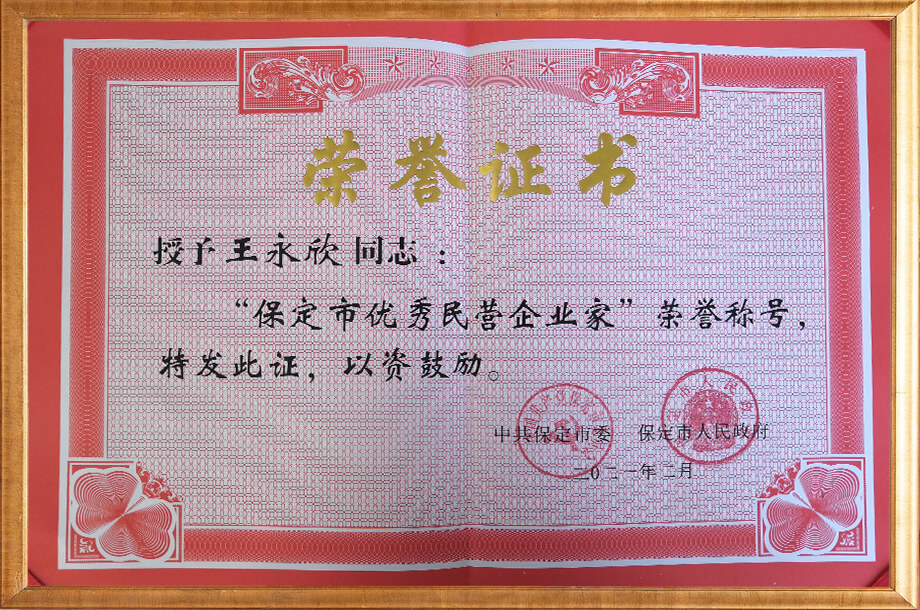 荣誉证书
授予王永欣同志：
“保定市优秀民营企业家”荣誉称号，
特发此证，以资鼓励。
中共保定市委 保定市人民政府
二〇二一年二月